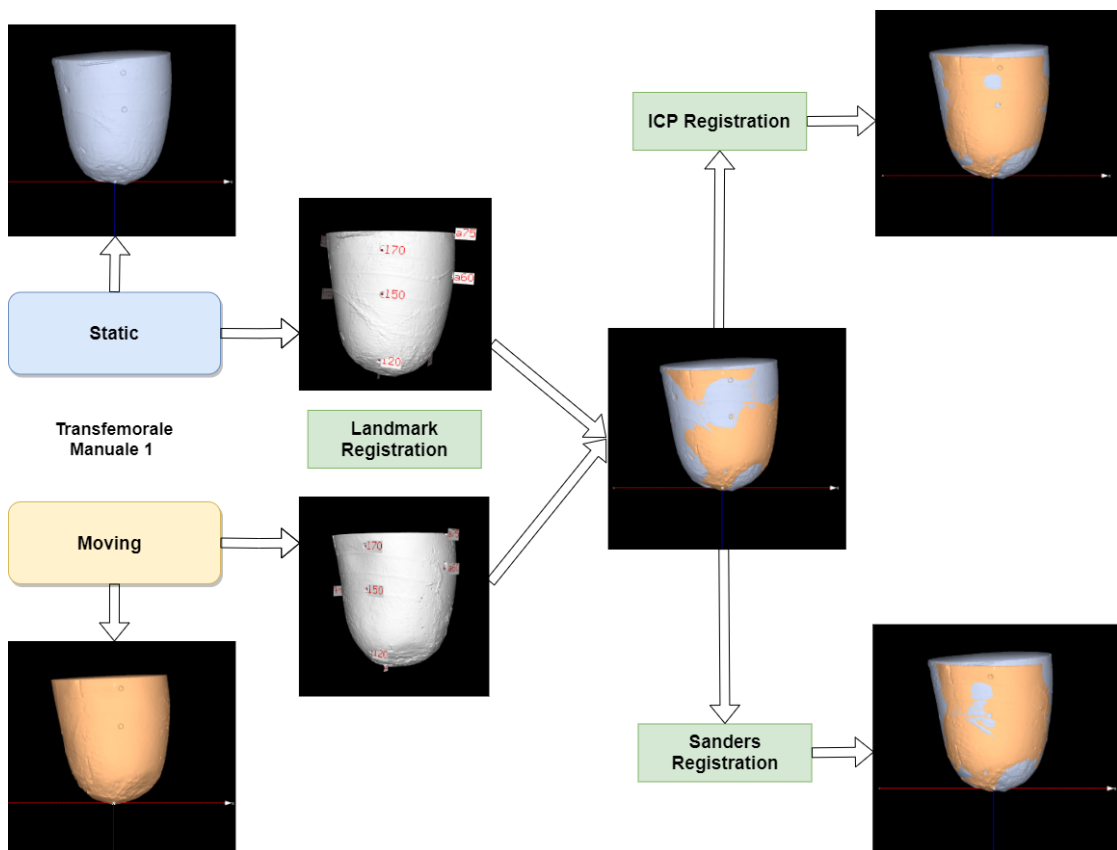 ICP Registration
a75
170
a60
150
120
Static
Transfemorale
Manuale 1
Landmark
Registration
Moving
170
a60
150
120
Sanders
Registration